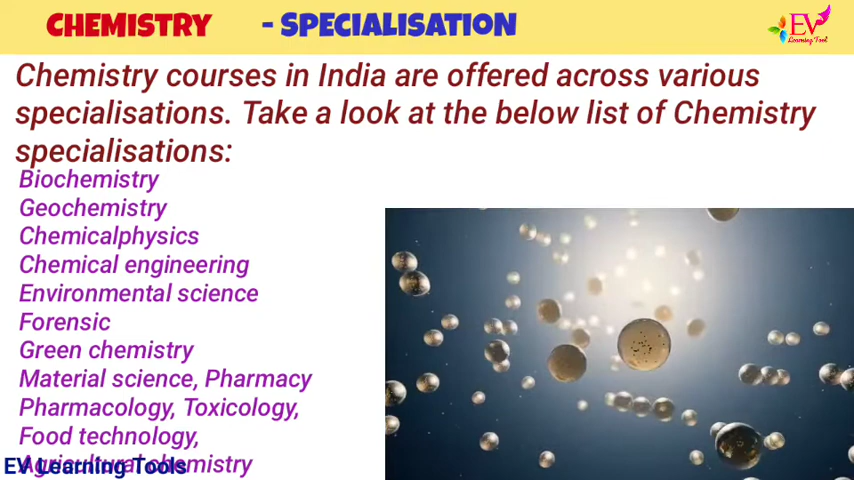 CHEMISTRY - SPECIALISATION
EV
Learning Tool
Chemistry courses in India are offered across various
specialisations. Take a look at the below list of Chemistry
specialisations:
Biochemistry
Geochemistry
Chemicalphysics
Chemical engineering
Environmental science
Forensic
Green chemistry
Material science, Pharmacy
Pharmacology, Toxicology,
Food technology,
Agricultural chemistry
EV Learning Tools